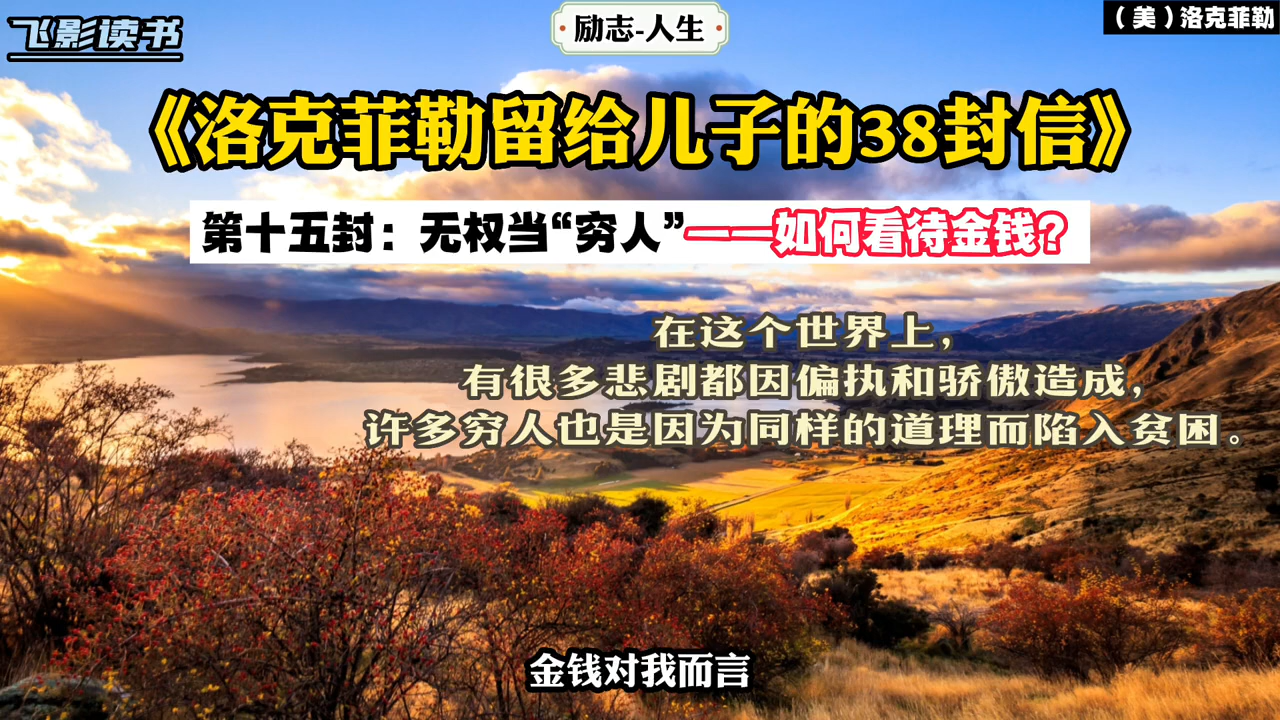 飞影读书
励志-人生
（美）洛克菲勒
《洛克菲勒留给儿子的38封信》
第十五封：无权当“穷人”——如何看待金钱？
在这个世界上，
有很多悲剧都因偏执和骄傲造成，
许多穷人也是因为同样的道理而陷入贫困。
金钱对我而言